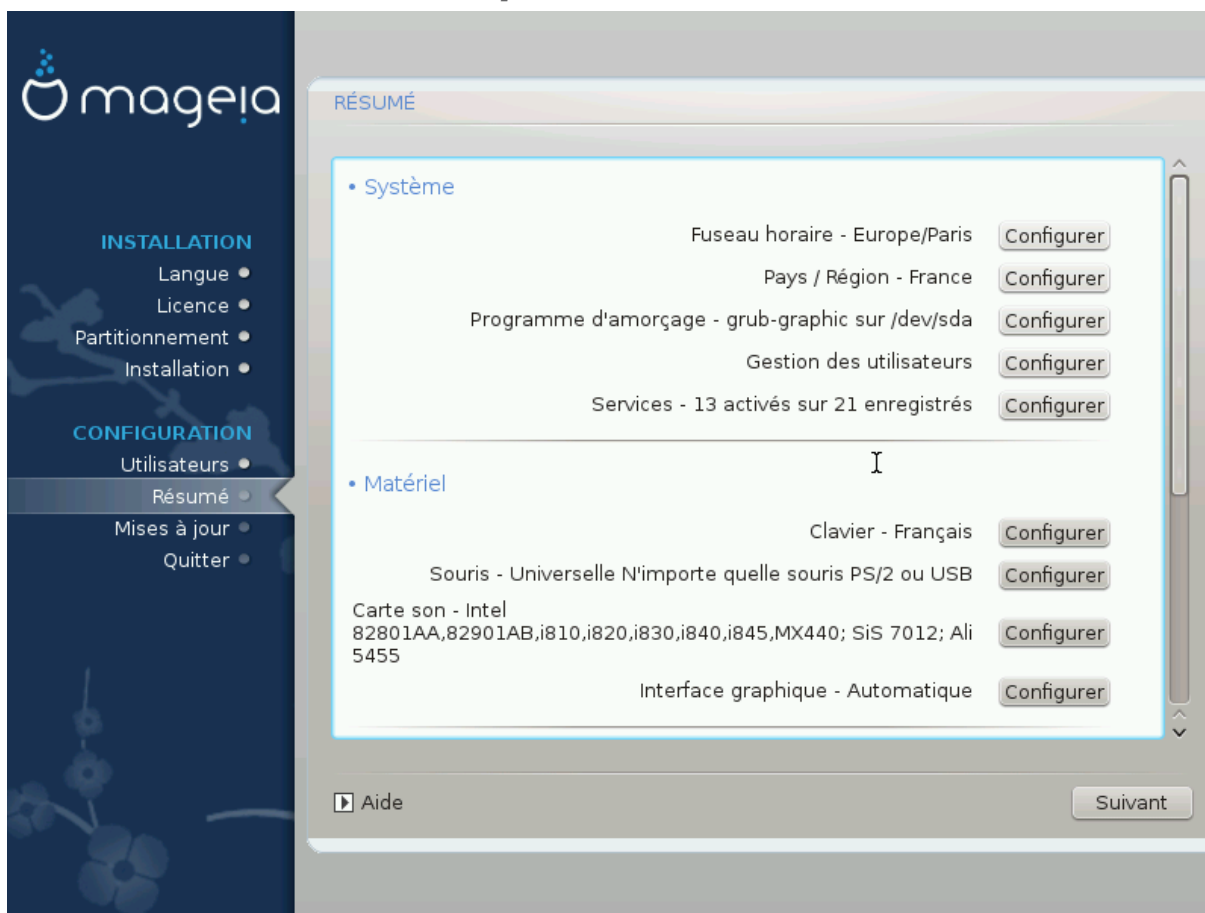 mageia
INSTALLATION
Langue
Licence
Partitionnement
Installation
CONFIGURATION
Utilisateurs
Résumé
Mises à jour
Quitter
RÉSUMÉ
• Système
Fuseau horaire - Europe/Paris Configurer
Pays / Région - France Configurer
Programme d'amorçage - grub-graphic sur /dev/sda Configurer
Gestion des utilisateurs Configurer
Services - 13 activés sur 21 enregistrés Configurer
• Matériel
Clavier - Français Configurer
Souris - Universelle N'importe quelle souris PS/2 ou USB Configurer
Carte son - Intel
82801AA,82901AB,i810,i820,i830,i840,i845,MX440; SiS 7012; Ali Configurer
5455
Interface graphique - Automatique Configurer
Aide
Suivant